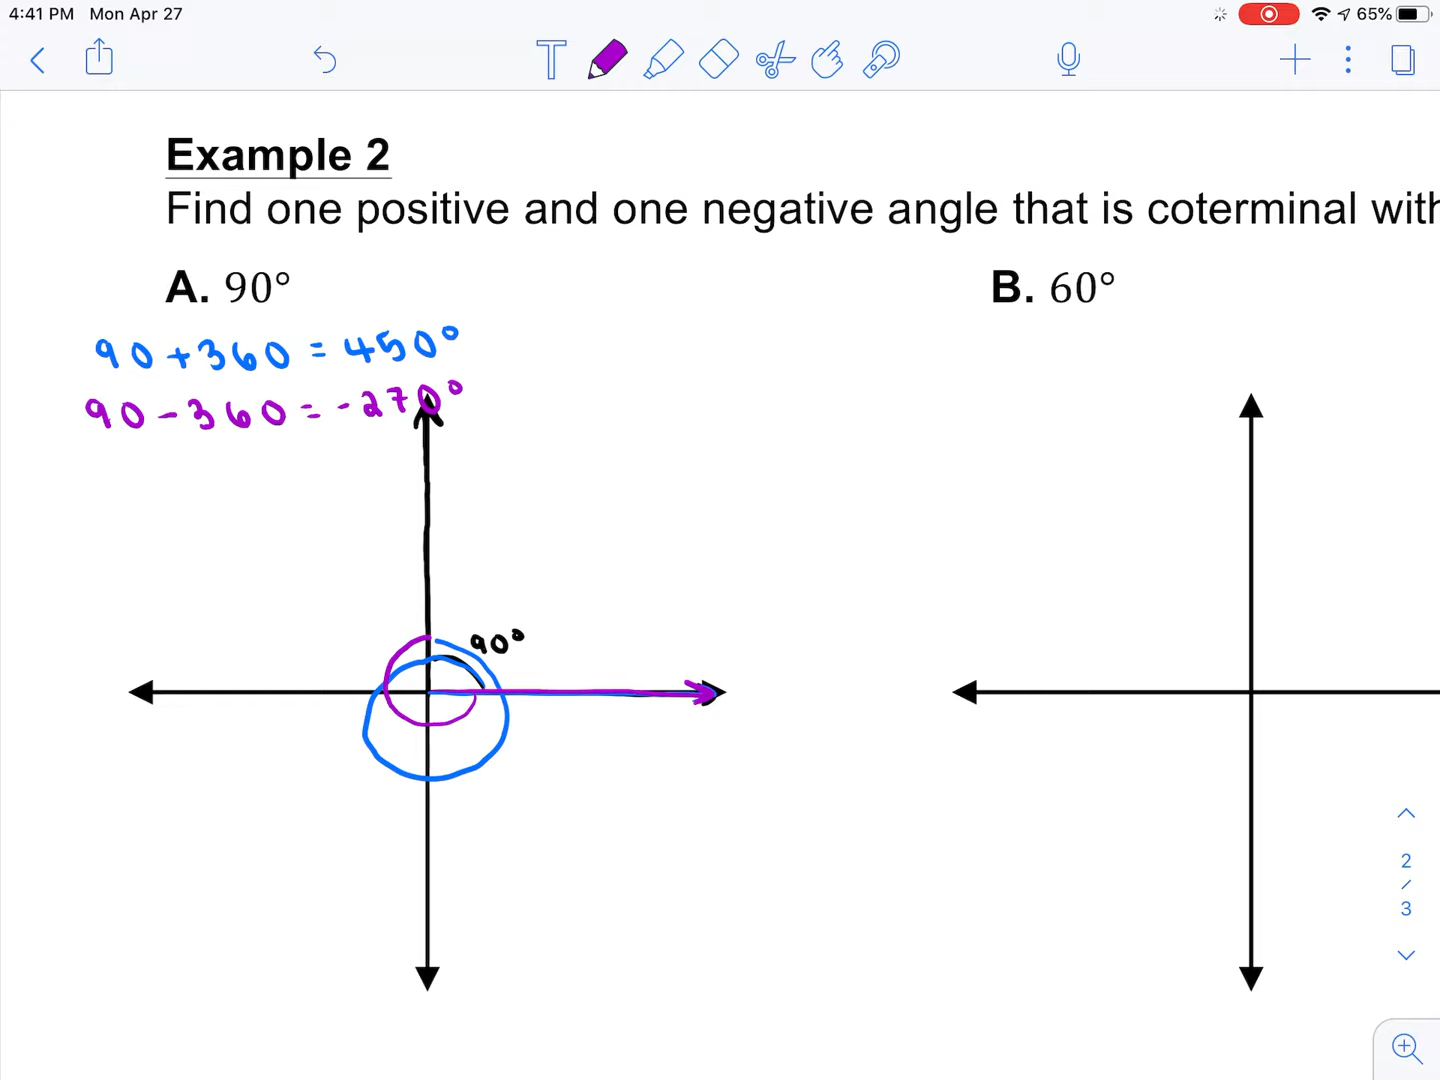 4:41 PM Mon Apr 27
65%
T
Example 2
Find one positive and one negative angle that is coterminal with
A. 90°
B. 60°
90 + 360 = 450°
90 - 360 = -270°
90°
2
/
3